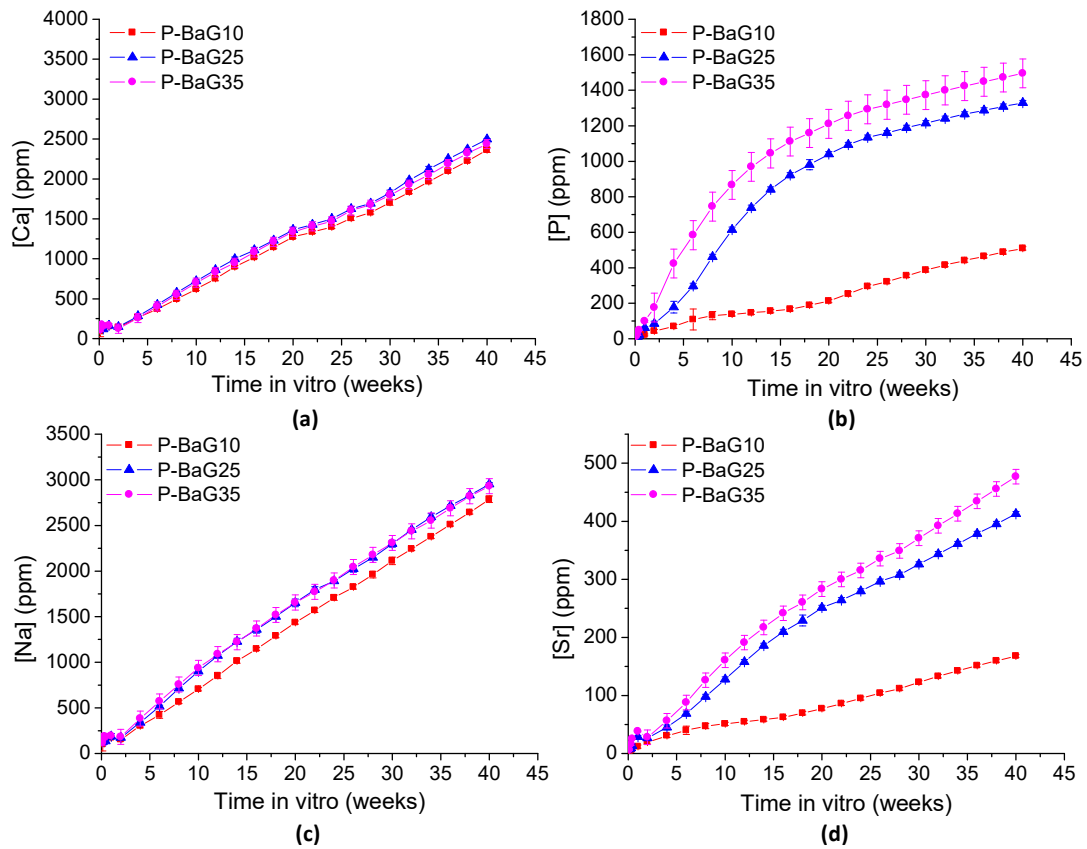 4000
3500
3000
2500
2000
1500
1000
500
0
[Ca] (ppm)
P-BaG10
P-BaG25
P-BaG35
0 5 10 15 20 25 30 35 40 45
Time in vitro (weeks)
(a)
1800
1600
1400
1200
1000
800
600
400
200
0
[P] (ppm)
P-BaG10
P-BaG25
P-BaG35
0 5 10 15 20 25 30 35 40 45
Time in vitro (weeks)
(b)
3500
3000
2500
2000
1500
1000
500
0
[Na] (ppm)
P-BaG10
P-BaG25
P-BaG35
0 5 10 15 20 25 30 35 40 45
Time in vitro (weeks)
(c)
500
400
300
200
100
0
[Sr] (ppm)
P-BaG10
P-BaG25
P-BaG35
0 5 10 15 20 25 30 35 40 45
Time in vitro (weeks)
(d)